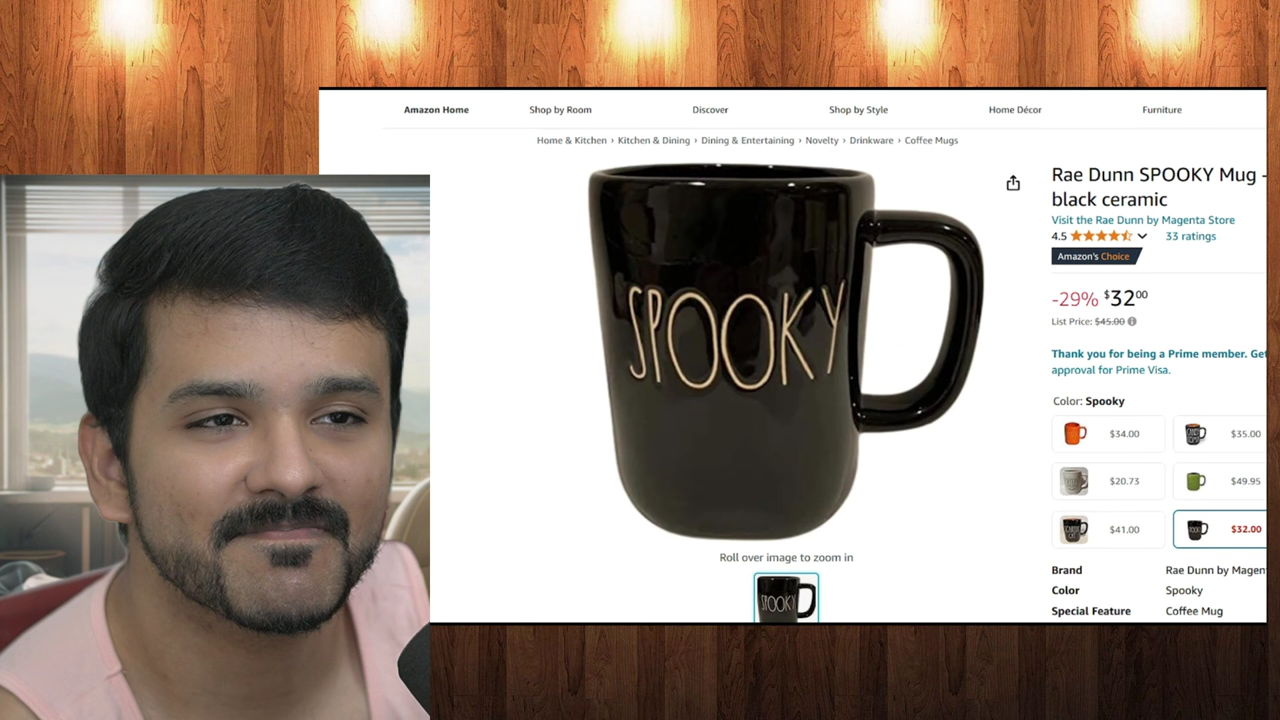 Amazon Home
Shop by Room
Discover
Shop by Style
Home Décor
Furniture
Home & Kitchen › Kitchen & Dining › Dining & Entertaining › Novelty › Drinkware › Coffee Mugs
SPOOKY
Rae Dunn SPOOKY Mug -
black ceramic
Visit the Rae Dunn by Magenta Store
4.5
33 ratings
Amazon's Choice
-29% $32 00
List Price: $45.00
Thank you for being a Prime member. Get
approval for Prime Visa.
Color: Spooky
$34.00
$35.00
$20.73
$49.95
$41.00
$32.00
Roll over image to zoom in
SPOOKY
Brand Rae Dunn by Magen
Color Spooky
Special Feature Coffee Mug